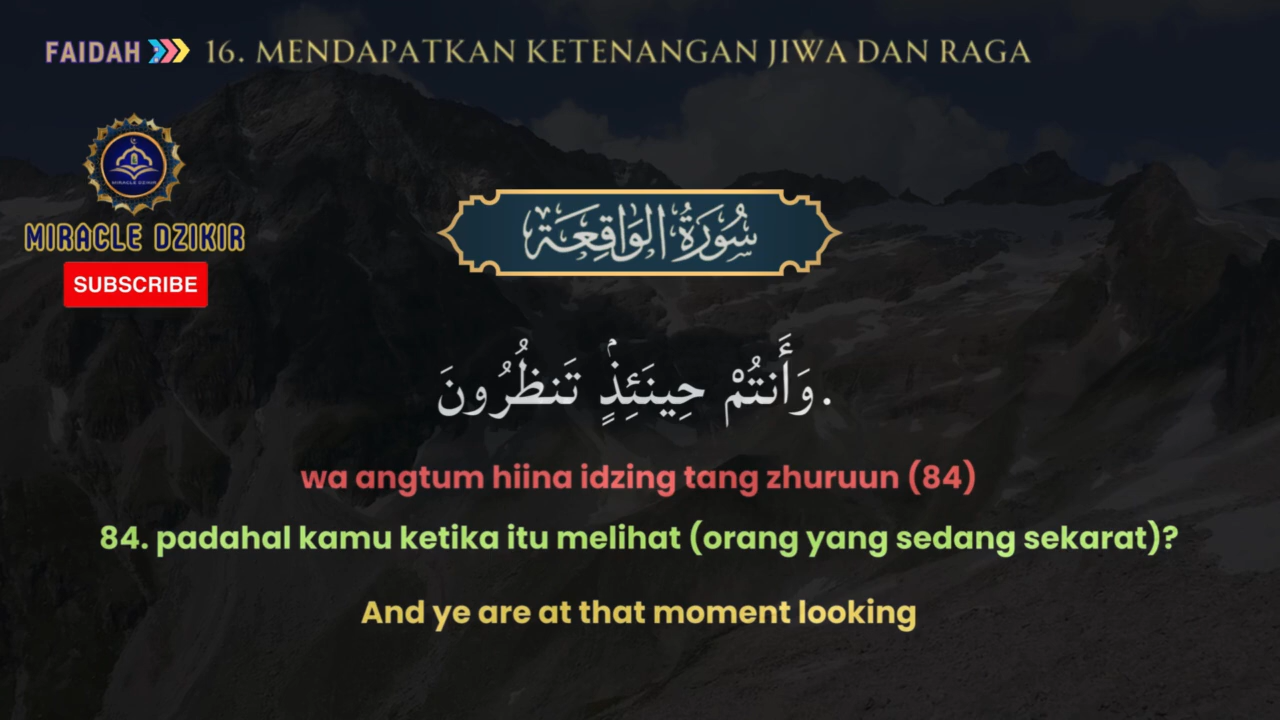 FAIDAH 16. MENDAPATKAN KETENANGAN JIWA DAN RAGA
MIRACLE DZIKIR
MIRACLE DZIKIR
SUBSCRIBE
سُورَةُ الوَاقِعَة
وَأَنتُمْ حِينَئِذٍۢ تَنظُرُونَ.
wa angtum hiina idzing tang zhuruun (84)
84. padahal kamu ketika itu melihat (orang yang sedang sekarat)?
And ye are at that moment looking